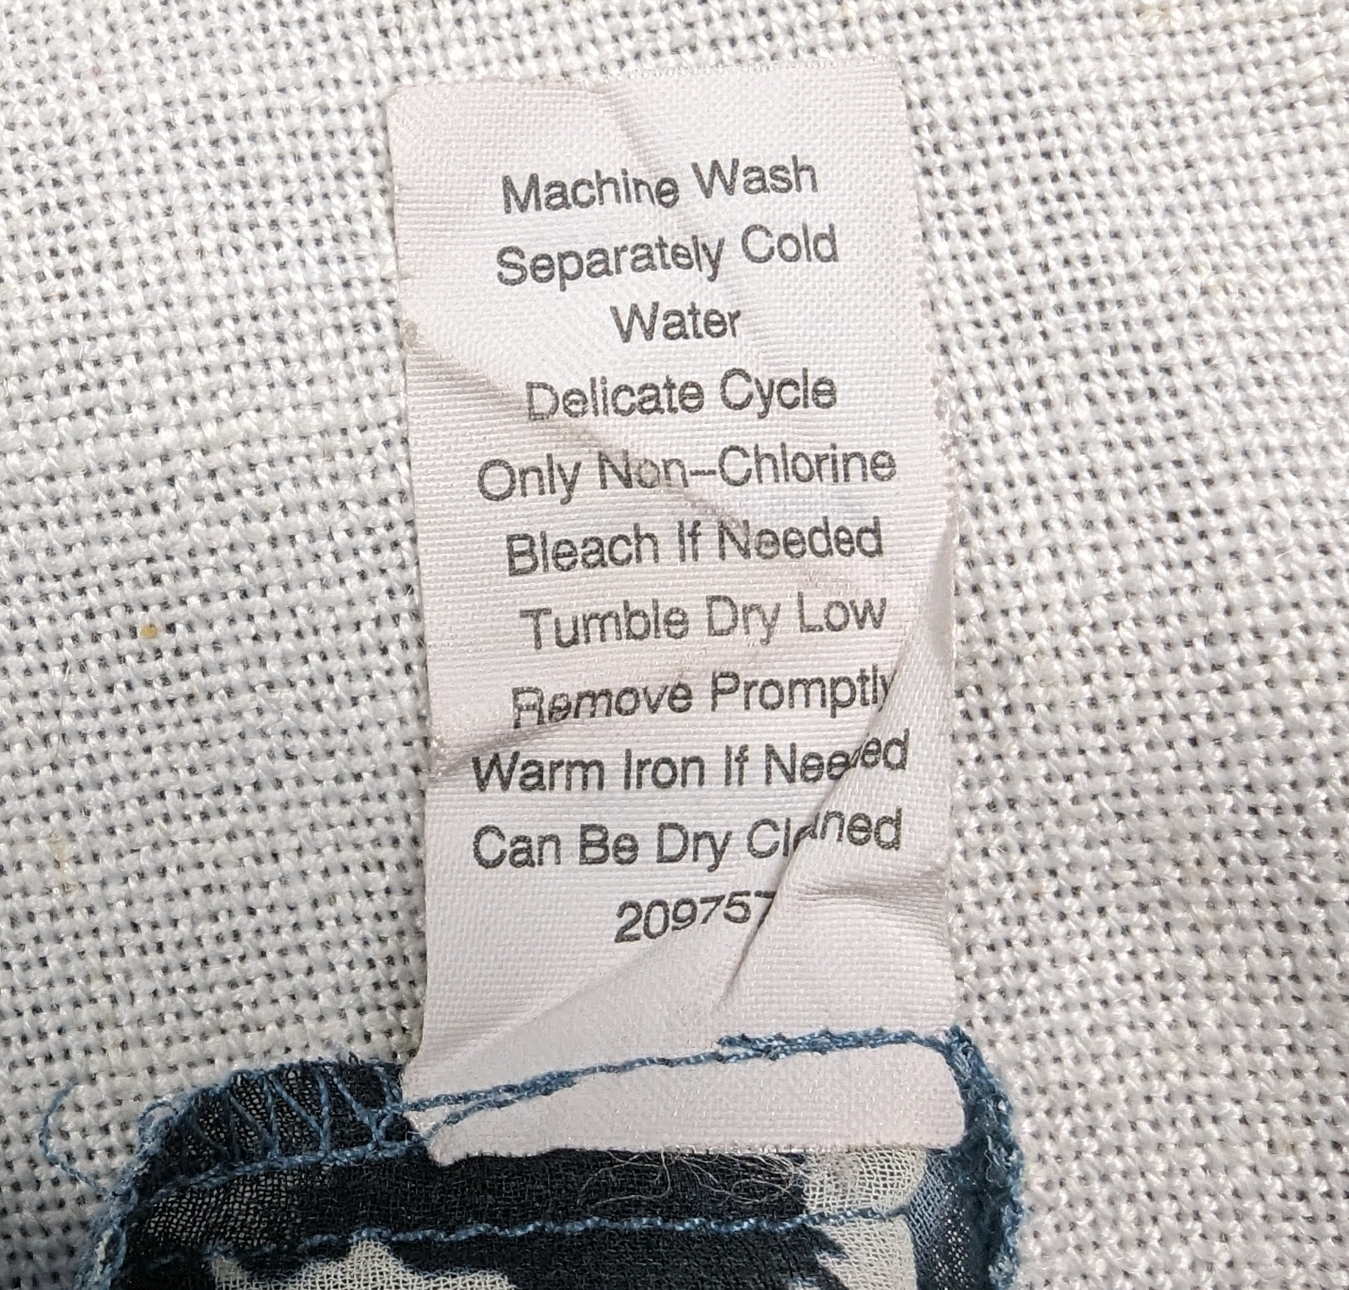 Machine Wash
Separately Cold
Water
Delicate Cycle
Only Non-Chlorine
Bleach If Needed
Tumble Dry Low
Remove Promptly
Warm Iron If Needed
Can Be Dry Cleaned
209757